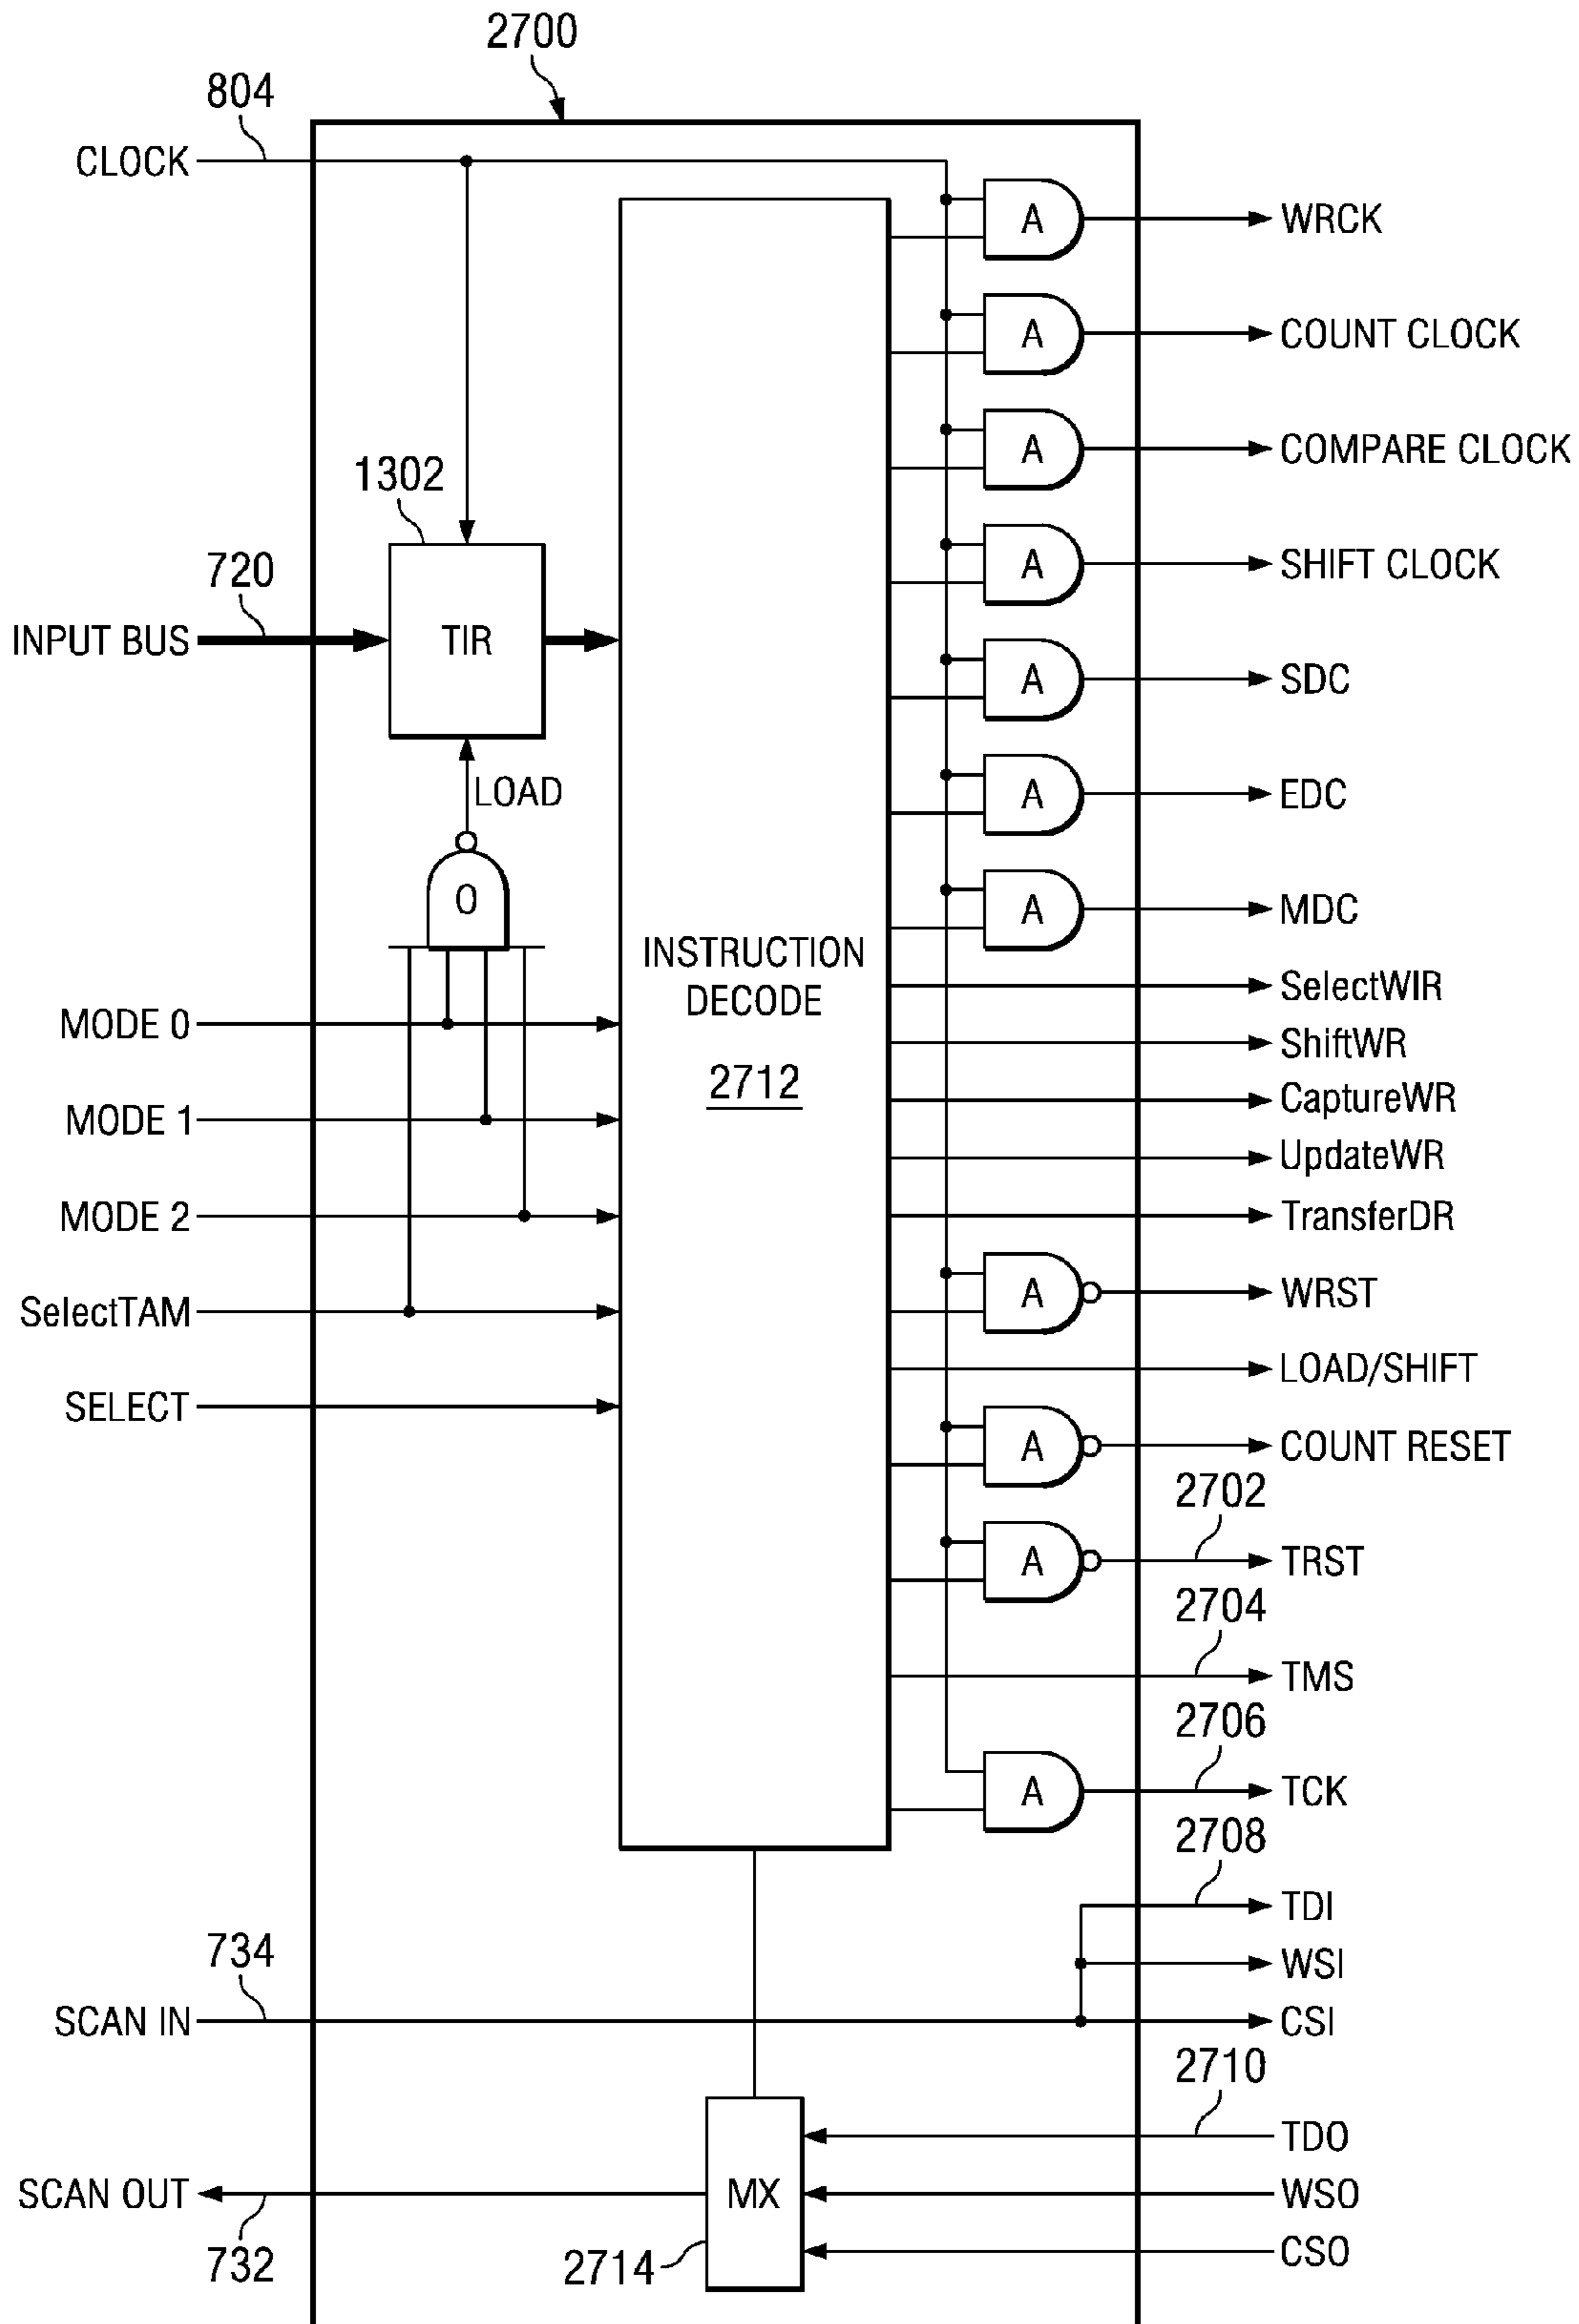 2700
804
CLOCK
A
WRCK
A
COUNT CLOCK
A
COMPARE CLOCK
1302
A
SHIFT CLOCK
720
INPUT BUS
TIR
A
SDC
LOAD
A
EDC
O
A
MDC
INSTRUCTION
DECODE
2712
SelectWIR
MODE 0
ShiftWR
MODE 1
CaptureWR
UpdateWR
MODE 2
TransferDR
SelectTAM
A
WRST
LOAD/SHIFT
SELECT
A
COUNT RESET
2702
A
TRST
2704
TMS
2706
A
TCK
2708
TDI
734
WSI
SCAN IN
CSI
2710
TDO
SCAN OUT
MX
WSO
732
2714
CSO